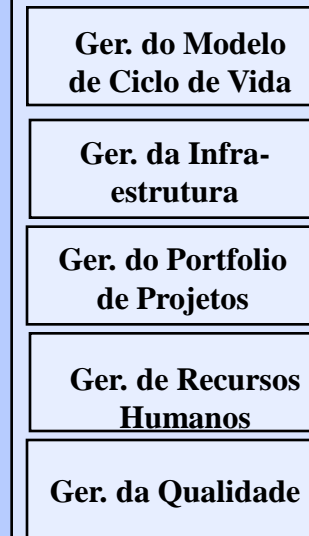 Ger. do Modelo
de Ciclo de Vida
Ger. da Infra-
estrutura
Ger. do Portfolio
de Projetos
Ger. de Recursos
Humanos
Ger. da Qualidade